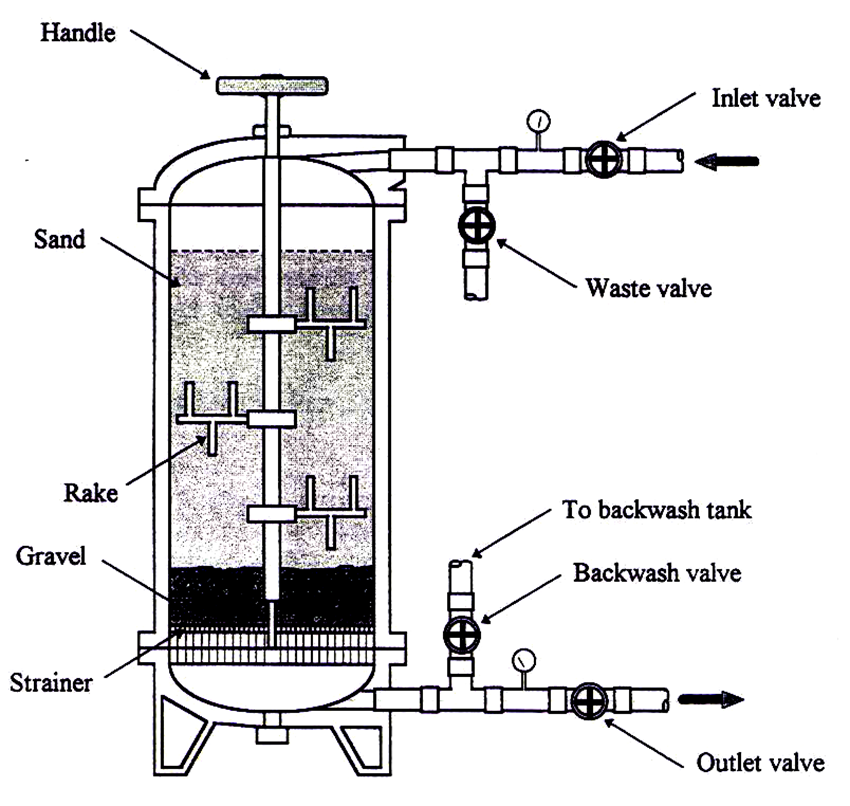 Handle
Inlet valve
Sand
Waste valve
Rake
To backwash tank
Gravel
Backwash valve
Strainer
Outlet valve